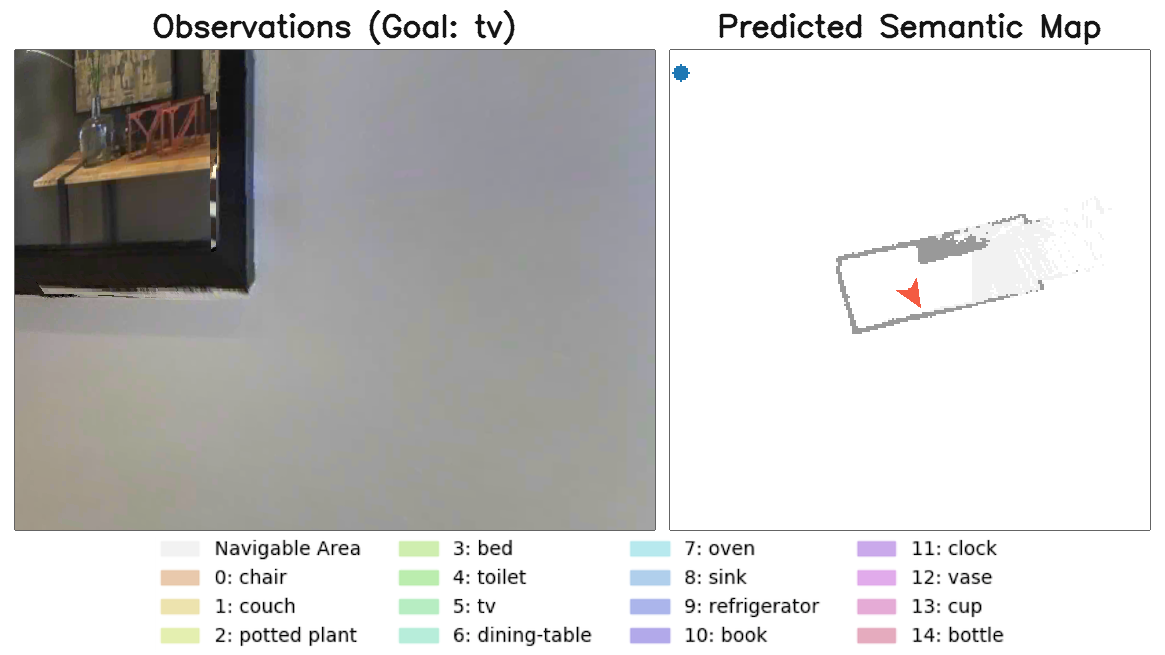 Observations (Goal: tv)
Predicted Semantic Map
Navigable Area
0: chair
1: couch
2: potted plant
3: bed
4: toilet
5: tv
6: dining-table
7: oven
8: sink
9: refrigerator
10: book
11: clock
12: vase
13: cup
14: bottle